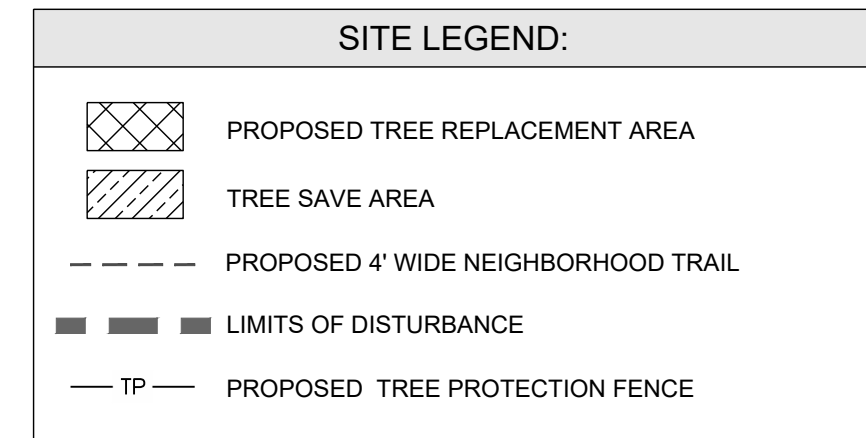 SITE LEGEND:
PROPOSED TREE REPLACEMENT AREA
TREE SAVE AREA
PROPOSED 4' WIDE NEIGHBORHOOD TRAIL
LIMITS OF DISTURBANCE
TP PROPOSED TREE PROTECTION FENCE